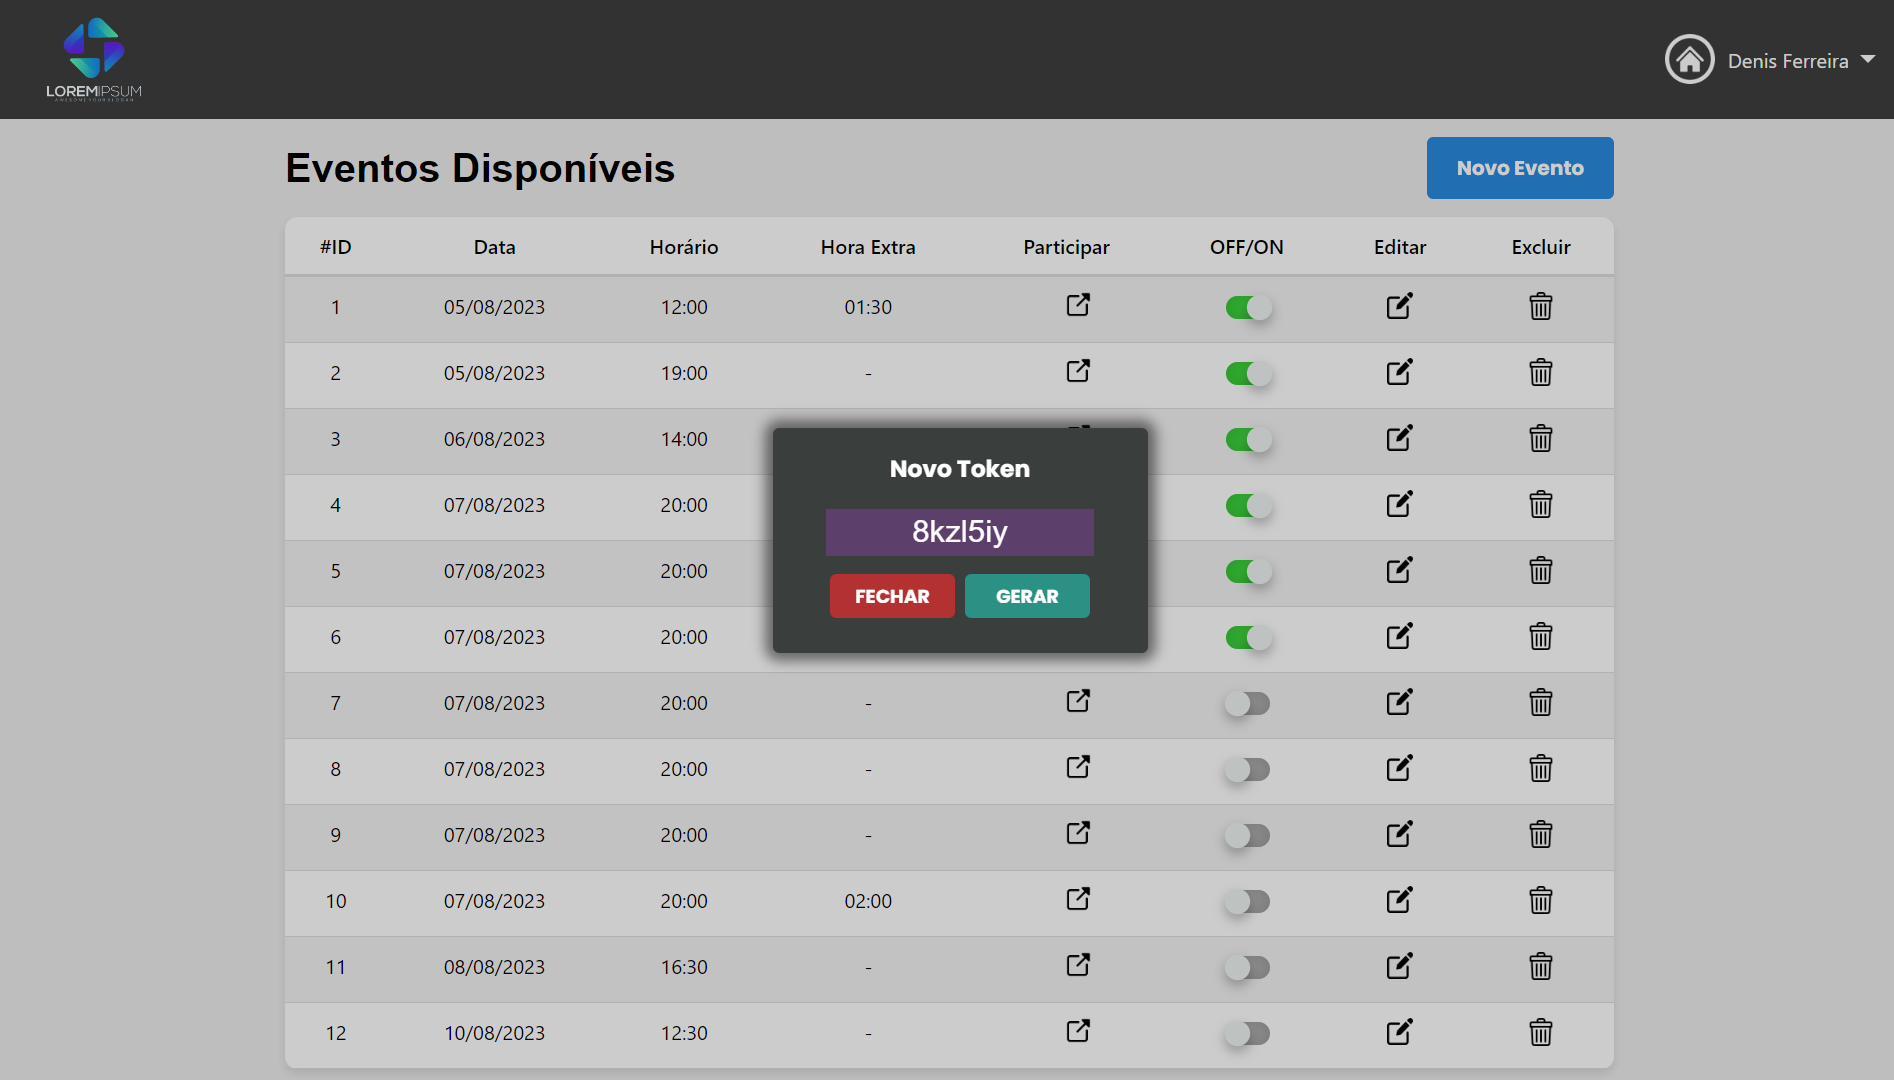 LOREMIPSUM
Denis Ferreira
Eventos Disponíveis
Novo Evento
#ID Data Horário Hora Extra Participar OFF/ON Editar Excluir
1 05/08/2023 12:00 01:30
2 05/08/2023 19:00 -
3 06/08/2023 14:00
4 07/08/2023 20:00
5 07/08/2023 20:00
6 07/08/2023 20:00
7 07/08/2023 20:00 -
8 07/08/2023 20:00 -
9 07/08/2023 20:00 -
10 07/08/2023 20:00 02:00
11 08/08/2023 16:30 -
12 10/08/2023 12:30 -
Novo Token
8kzl5iy
FECHAR GERAR